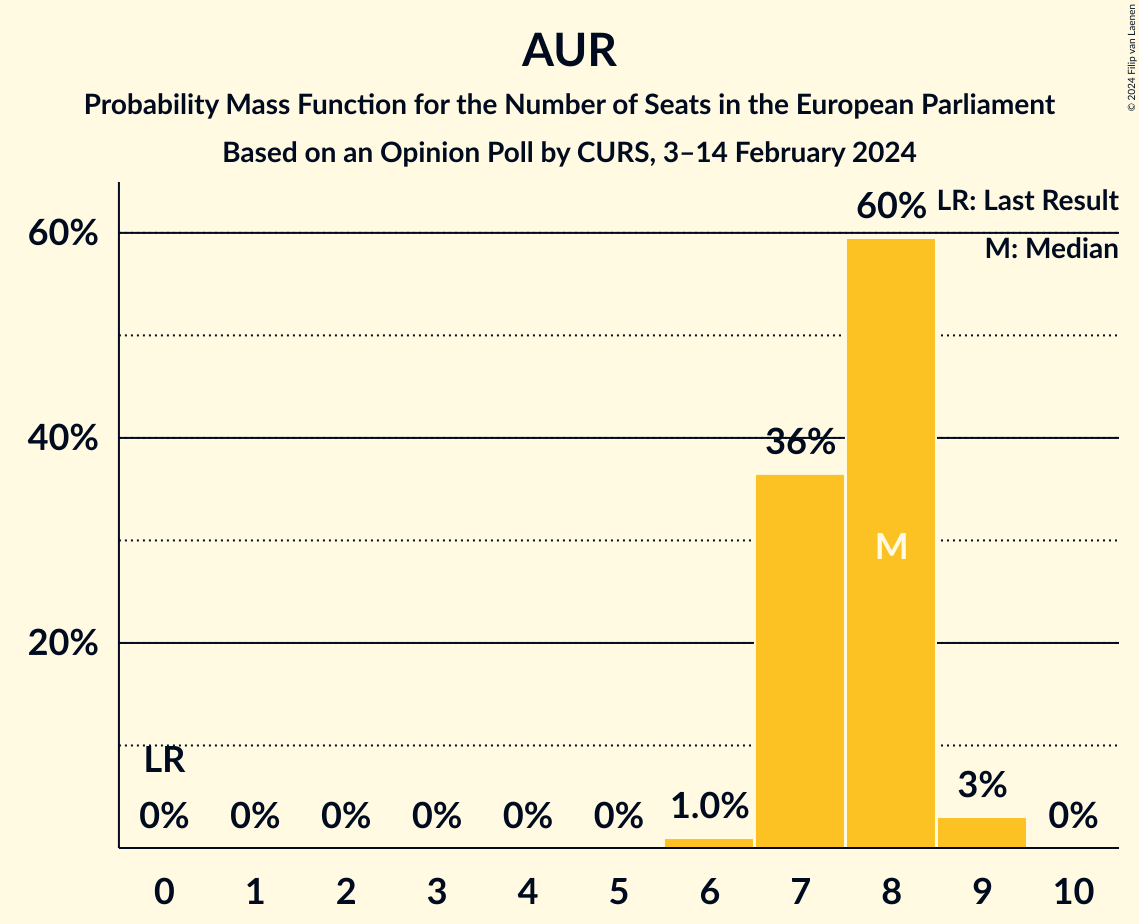 AUR
Probability Mass Function for the Number of Seats in the European Parliament
Based on an Opinion Poll by CURS, 3–14 February 2024
© 2024 Filip van Laenen
LR: Last Result
M: Median
60%
40%
20%
60%
36%
M
LR
0%
0%
0%
0%
0%
0%
1.0%
3%
0%
0 1 2 3 4 5 6 7 8 9 10